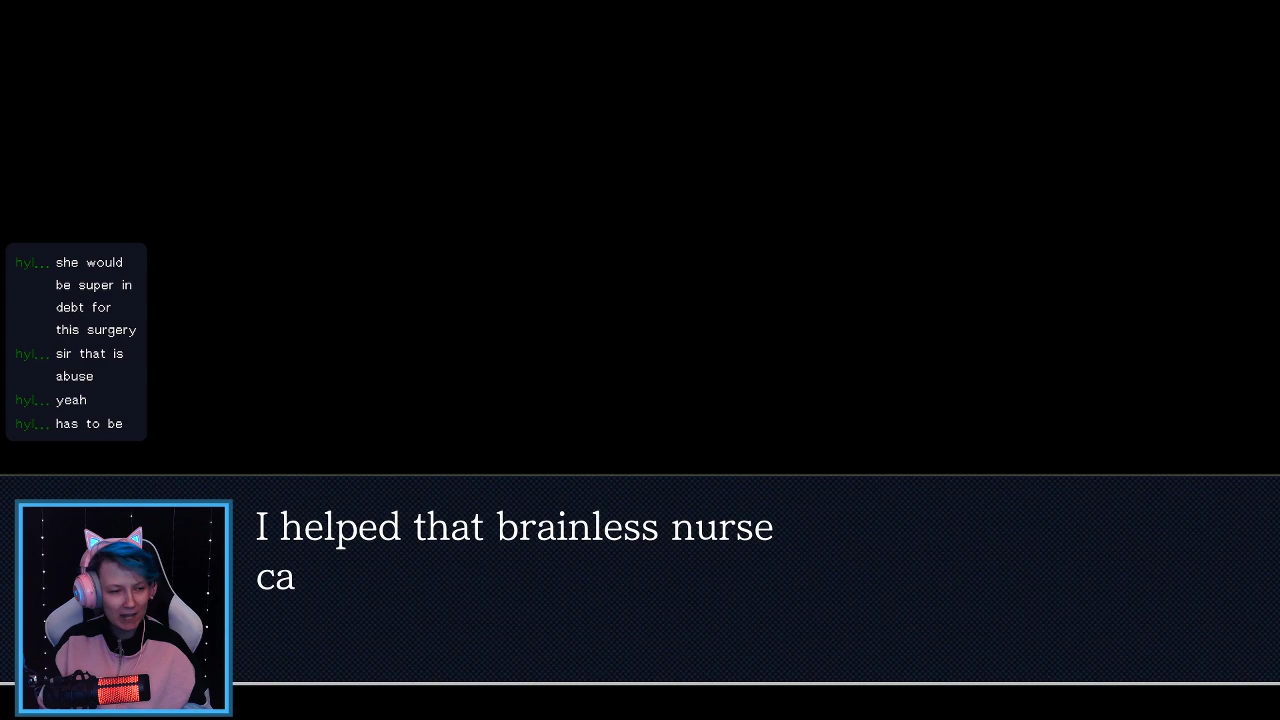 hyl... she would
be super in
debt for
this surgery
hyl... sir that is
abuse
hyl... yeah
hyl... has to be
I helped that brainless nurse
ca